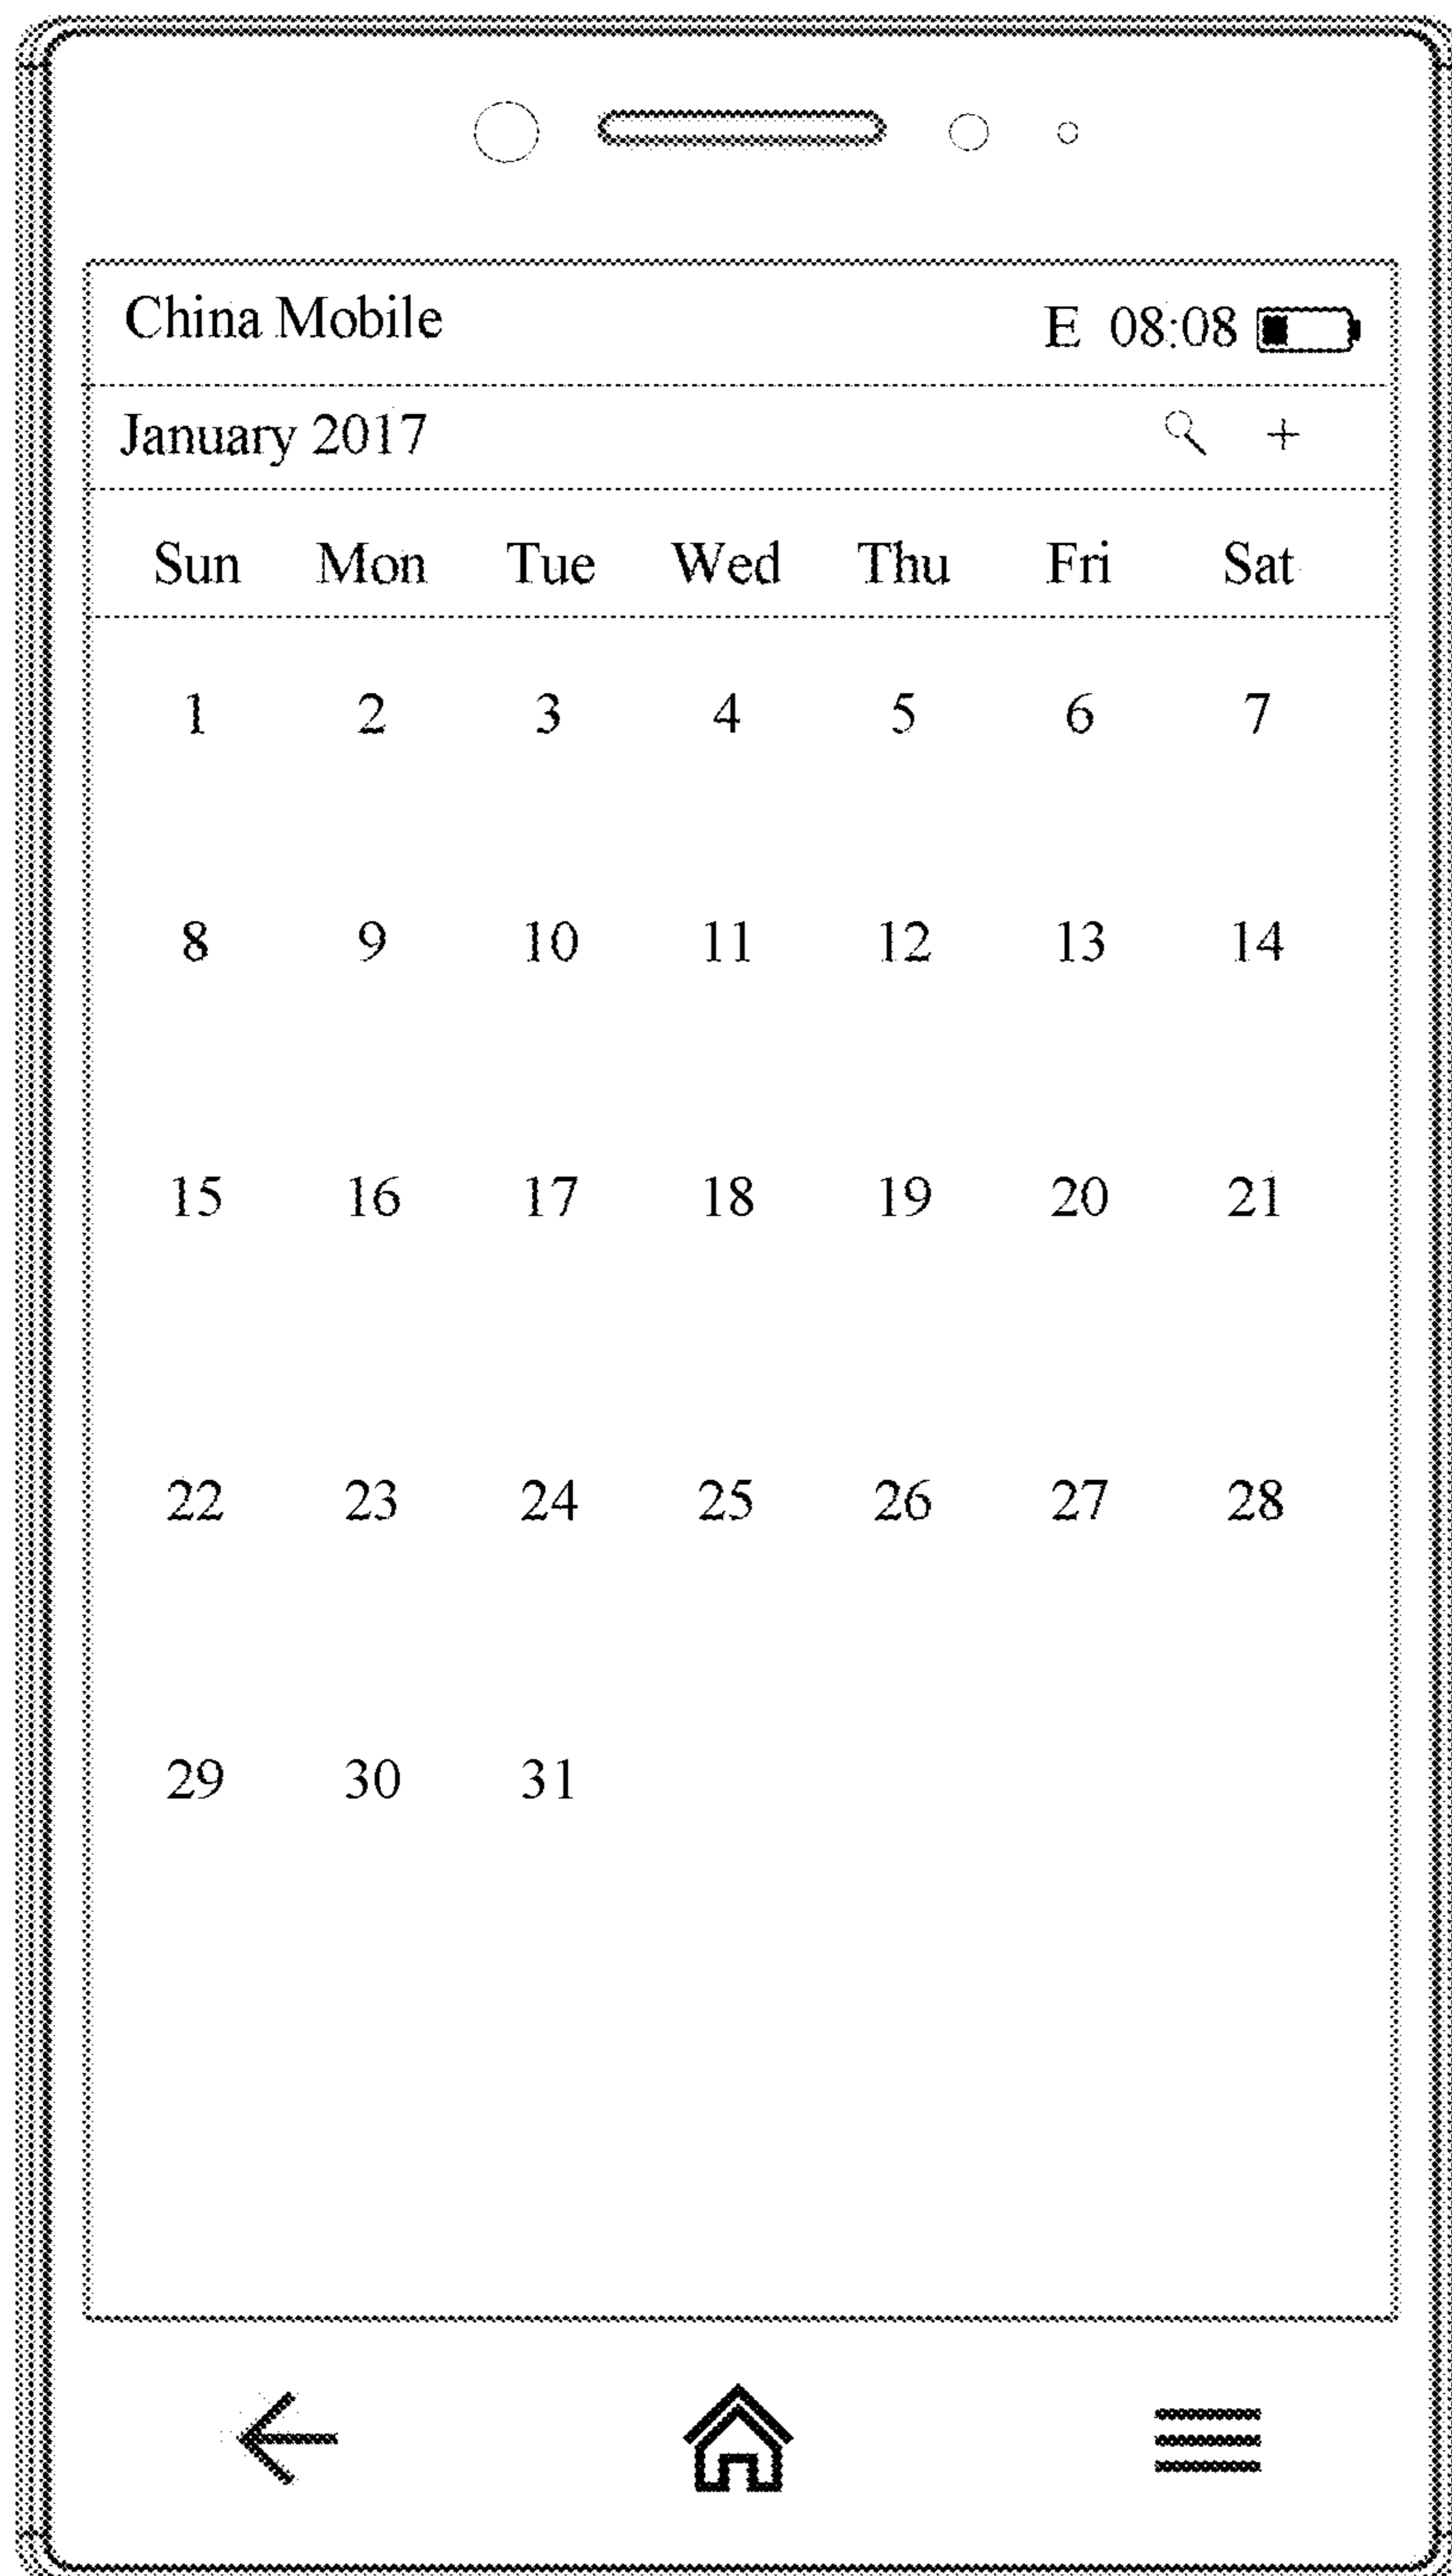 China Mobile E 08:08
January 2017 +
Sun Mon Tue Wed Thu Fri Sat
1 2 3 4 5 6 7
8 9 10 11 12 13 14
15 16 17 18 19 20 21
22 23 24 25 26 27 28
29 30 31